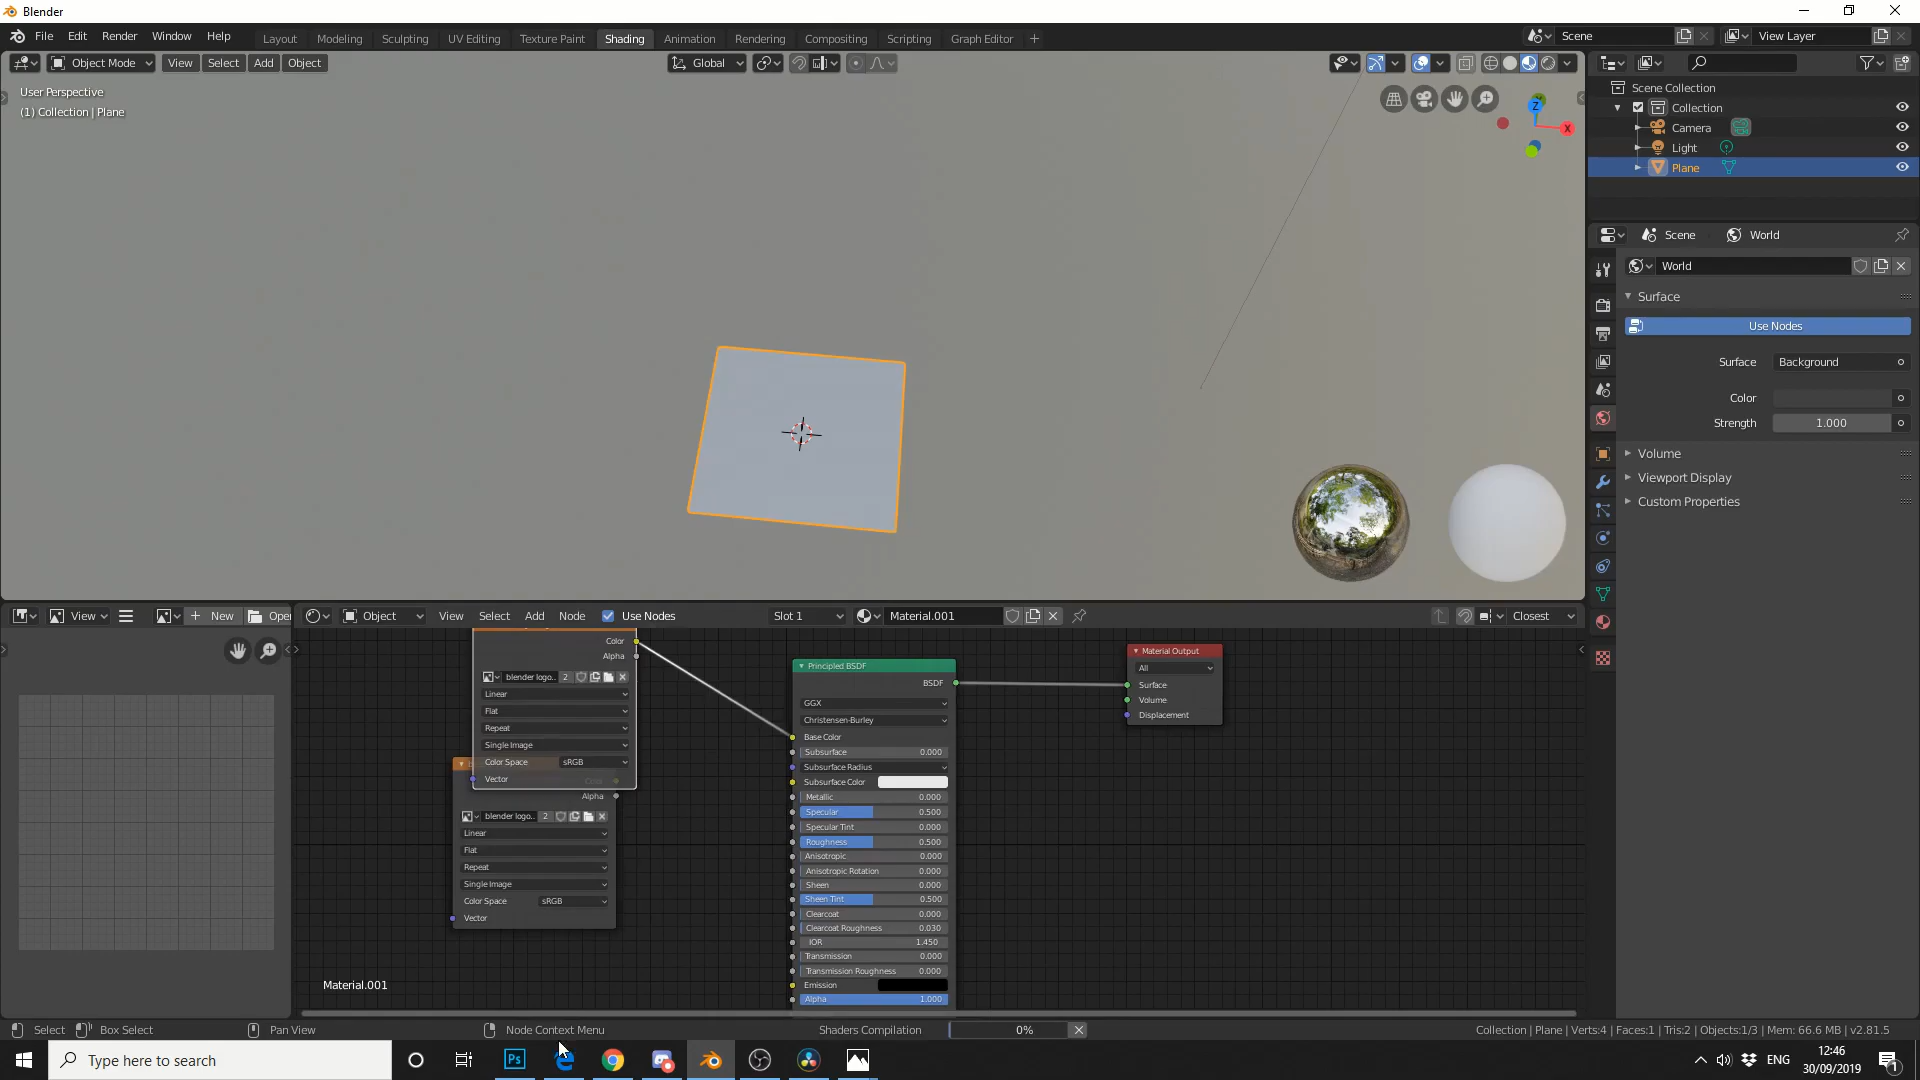 Blender
File Edit Render Window Help
Layout Modeling Sculpting UV Editing Texture Paint Shading Animation Rendering Compositing Scripting Graph Editor +
Scene
View Layer
Object Mode View Select Add Object
Global
User Perspective
(1) Collection | Plane
Z
X
Scene Collection
Collection
Camera
Light
Plane
Scene World
World
Surface
Use Nodes
Surface Background
Color
Strength 1.000
Volume
Viewport Display
Custom Properties
View
New
Open
Object View Select Add Node Use Nodes
Slot 1
Material.001
Closest
Color
Alpha
blender logo.. 2
Linear
Flat
Repeat
Single Image
Color Space sRGB
Vector
Alpha
blender logo.. 2
Linear
Flat
Repeat
Single Image
Color Space sRGB
Vector
Principled BSDF
BSDF
GGX
Christensen-Burley
Base Color
Subsurface 0.000
Subsurface Radius
Subsurface Color
Metallic 0.000
Specular 0.500
Specular Tint 0.000
Roughness 0.500
Anisotropic 0.000
Anisotropic Rotation 0.000
Sheen 0.000
Sheen Tint 0.500
Clearcoat 0.000
Clearcoat Roughness 0.030
IOR 1.450
Transmission 0.000
Transmission Roughness 0.000
Emission
Alpha 1.000
Material Output
All
Surface
Volume
Displacement
Material.001
Select Box Select Pan View Node Context Menu Shaders Compilation 0% Collection | Plane | Verts:4 | Faces:1 | Tris:2 | Objects:1/3 | Mem: 66.6 MB | v2.81.5
Type here to search
Ps
ENG
12:46
30/09/2019
1